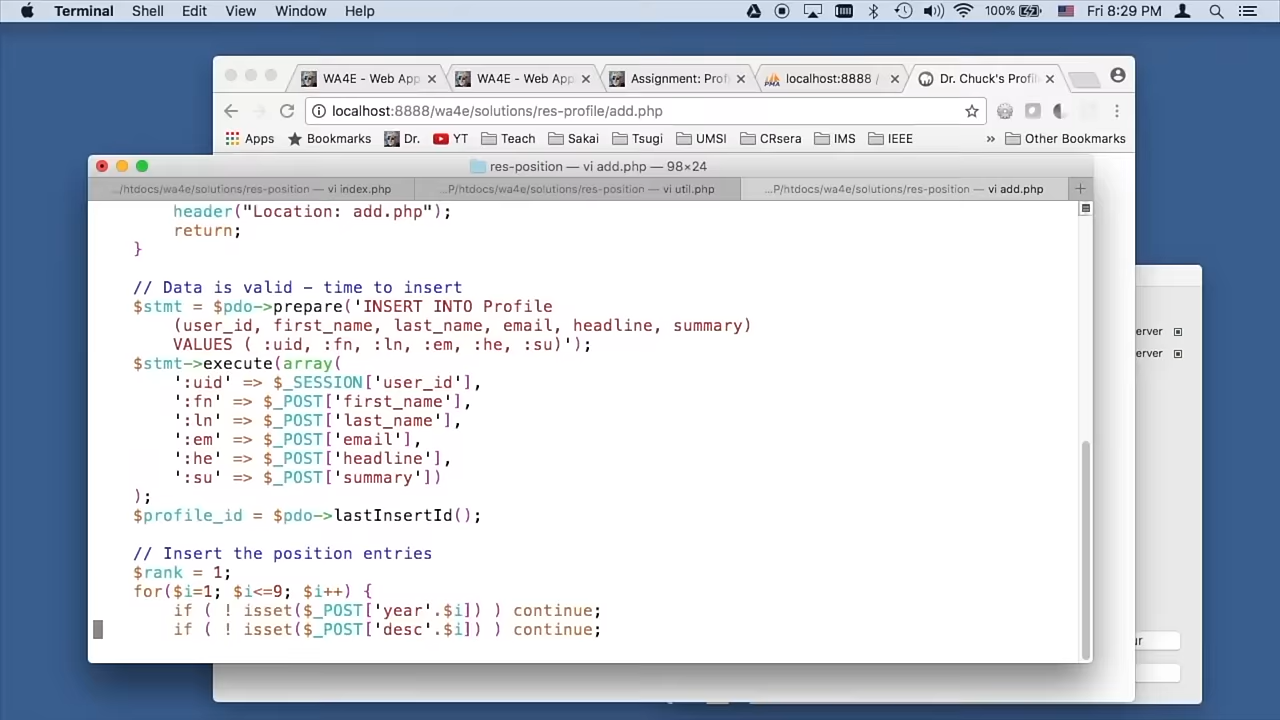 Terminal Shell Edit View Window Help 100% Fri 8:29 PM
WA4E - Web App WA4E - Web App Assignment: Prof localhost:8888 / Dr. Chuck's Profil
localhost:8888/wa4e/solutions/res-profile/add.php
Apps Bookmarks Dr. YT Teach Sakai Tsugi UMSI CRsera IMS IEEE » Other Bookmarks
res-position — vi add.php — 98×24
.../htdocs/wa4e/solutions/res-position — vi index.php ...P/htdocs/wa4e/solutions/res-position — vi util.php ...P/htdocs/wa4e/solutions/res-position — vi add.php +
header("Location: add.php");
return;
}
// Data is valid - time to insert
$stmt = $pdo->prepare('INSERT INTO Profile
(user_id, first_name, last_name, email, headline, summary)
VALUES ( :uid, :fn, :ln, :em, :he, :su)');
$stmt->execute(array(
':uid' => $_SESSION['user_id'],
':fn' => $_POST['first_name'],
':ln' => $_POST['last_name'],
':em' => $_POST['email'],
':he' => $_POST['headline'],
':su' => $_POST['summary'])
);
$profile_id = $pdo->lastInsertId();
// Insert the position entries
$rank = 1;
for($i=1; $i<=9; $i++) {
if ( ! isset($_POST['year'.$i]) ) continue;
if ( ! isset($_POST['desc'.$i]) ) continue;
erver
erver
ur